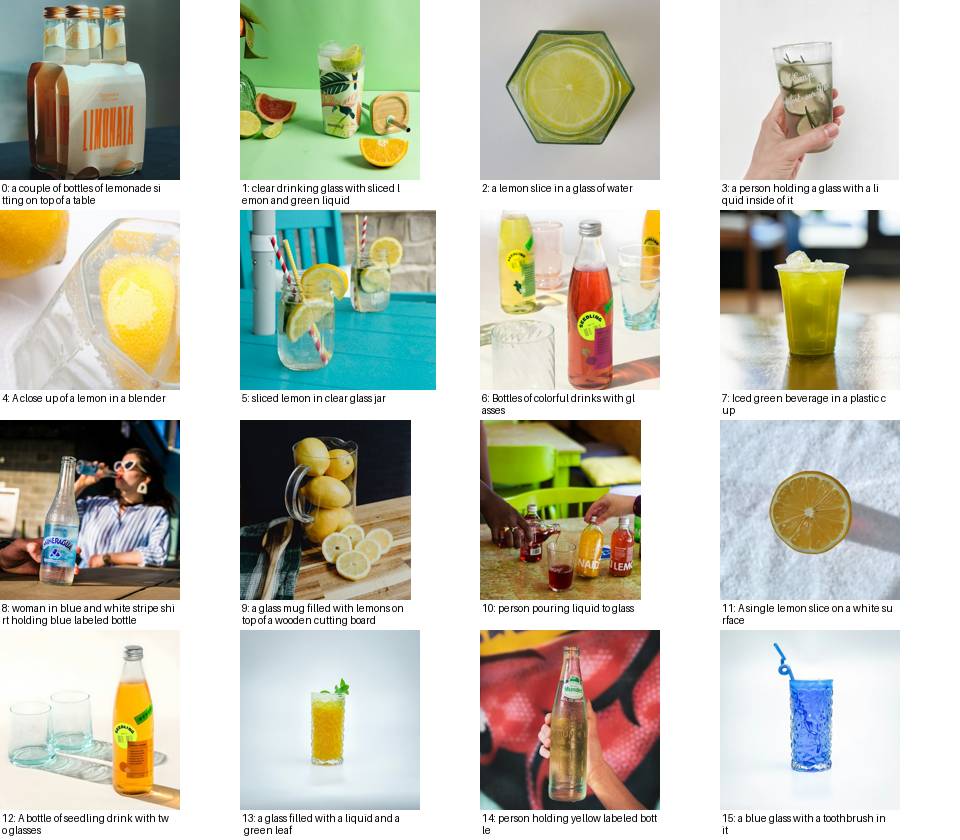 LIMONATA
0: a couple of bottles of lemonade si
tting on top of a table
1: clear drinking glass with sliced l
emon and green liquid
2: a lemon slice in a glass of water
3: a person holding a glass with a li
quid inside of it
4: A close up of a lemon in a blender
5: sliced lemon in clear glass jar
SEEDLING
6: Bottles of colorful drinks with gl
asses
7: Iced green beverage in a plastic c
up
8: woman in blue and white stripe shi
rt holding blue labeled bottle
9: a glass mug filled with lemons on
top of a wooden cutting board
10: person pouring liquid to glass
11: A single lemon slice on a white su
rface
SEEDLING
12: A bottle of seedling drink with tw
o glasses
13: a glass filled with a liquid and a
green leaf
14: person holding yellow labeled bott
le
15: a blue glass with a toothbrush in
it